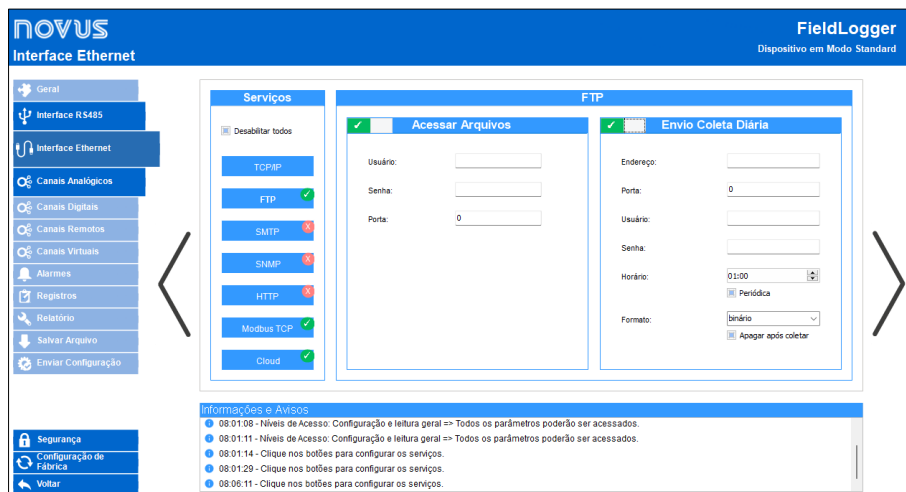 NOVUS
Interface Ethernet
FieldLogger
Dispositivo em Modo Standard
Geral
Interface RS485
Interface Ethernet
Canais Analógicos
Canais Digitais
Canais Remotos
Canais Virtuais
Alarmes
Registros
Relatório
Salvar Arquivo
Enviar Configuração
Segurança
Configuração de
Fábrica
Voltar
Serviços
Desabilitar todos
TCP/IP
FTP
SMTP
X
SNMP
X
HTTP
X
Modbus TCP
Cloud
FTP
Acessar Arquivos
Usuário:
Senha:
Porta: 0
Envio Coleta Diária
Endereço:
Porta: 0
Usuário:
Senha:
Horário: 01:00
Periódica
Formato: binário
Apagar após coletar
Informações e Avisos
08:01:08 - Níveis de Acesso: Configuração e leitura geral => Todos os parâmetros poderão ser acessados.
08:01:11 - Níveis de Acesso: Configuração e leitura geral => Todos os parâmetros poderão ser acessados.
08:01:14 - Clique nos botões para configurar os serviços.
08:01:29 - Clique nos botões para configurar os serviços.
08:06:11 - Clique nos botões para configurar os serviços.